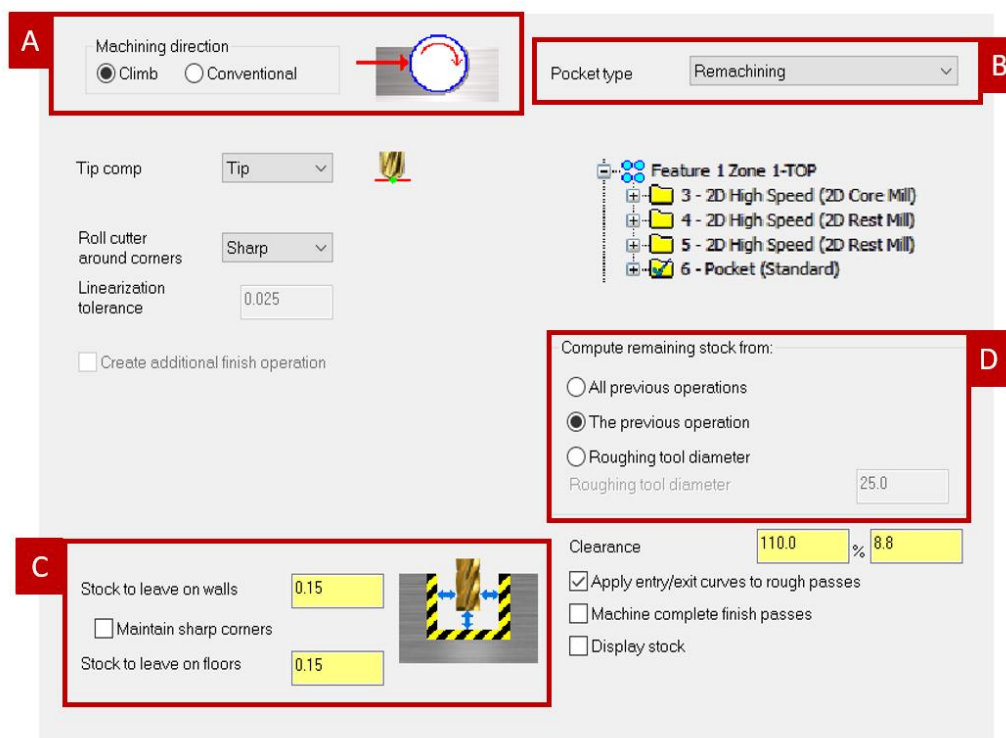 A
Machining direction
Climb Conventional
B
Pocket type Remachining
Tip comp Tip
Roll cutter
around corners
Sharp
Linearization
tolerance
0.025
Create additional finish operation
Feature 1 Zone 1-TOP
3 - 2D High Speed (2D Core Mill)
4 - 2D High Speed (2D Rest Mill)
5 - 2D High Speed (2D Rest Mill)
6 - Pocket (Standard)
D
Compute remaining stock from:
All previous operations
The previous operation
Roughing tool diameter
Roughing tool diameter 25.0
C
Stock to leave on walls 0.15
Maintain sharp corners
Stock to leave on floors 0.15
Clearance 110.0 % 8.8
Apply entry/exit curves to rough passes
Machine complete finish passes
Display stock